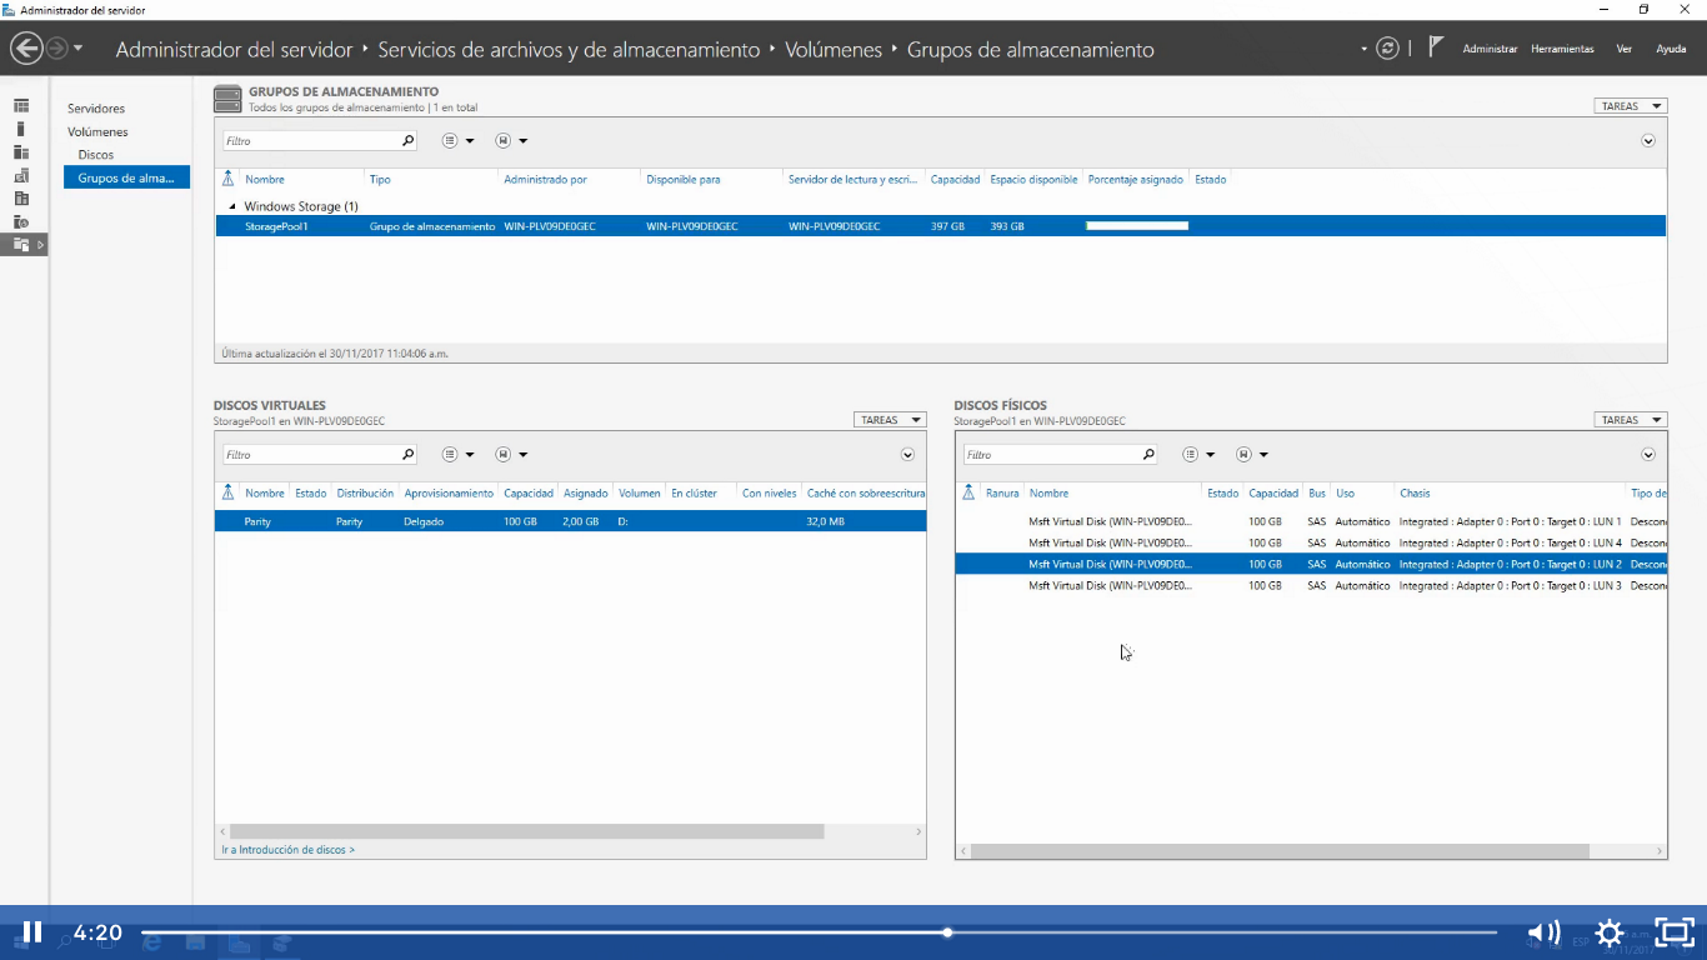 Administrador del servidor
Administrador del servidor ‣ Servicios de archivos y de almacenamiento ‣ Volúmenes ‣ Grupos de almacenamiento
Administrar Herramientas Ver Ayuda
Servidores
Volúmenes
Discos
Grupos de alma...
GRUPOS DE ALMACENAMIENTO
Todos los grupos de almacenamiento | 1 en total
TAREAS
Filtro
Nombre Tipo Administrado por Disponible para Servidor de lectura y escri... Capacidad Espacio disponible Porcentaje asignado Estado
Windows Storage (1)
StoragePool1 Grupo de almacenamiento WIN-PLV09DE0GEC WIN-PLV09DE0GEC WIN-PLV09DE0GEC 397 GB 393 GB
Última actualización el 30/11/2017 11:04:06 a.m.
DISCOS VIRTUALES
StoragePool1 en WIN-PLV09DE0GEC
TAREAS
Filtro
Nombre Estado Distribución Aprovisionamiento Capacidad Asignado Volumen En clúster Con niveles Caché con sobreescritura
Parity Parity Delgado 100 GB 2,00 GB D: 32,0 MB
Ir a Introducción de discos >
DISCOS FÍSICOS
StoragePool1 en WIN-PLV09DE0GEC
TAREAS
Filtro
Ranura Nombre Estado Capacidad Bus Uso Chasis Tipo de
Msft Virtual Disk (WIN-PLV09DE0... 100 GB SAS Automático Integrated : Adapter 0 : Port 0 : Target 0 : LUN 1 Descon
Msft Virtual Disk (WIN-PLV09DE0... 100 GB SAS Automático Integrated : Adapter 0 : Port 0 : Target 0 : LUN 4 Descon
Msft Virtual Disk (WIN-PLV09DE0... 100 GB SAS Automático Integrated : Adapter 0 : Port 0 : Target 0 : LUN 2 Descon
Msft Virtual Disk (WIN-PLV09DE0... 100 GB SAS Automático Integrated : Adapter 0 : Port 0 : Target 0 : LUN 3 Descon
4:20
ESP
30/11/2017